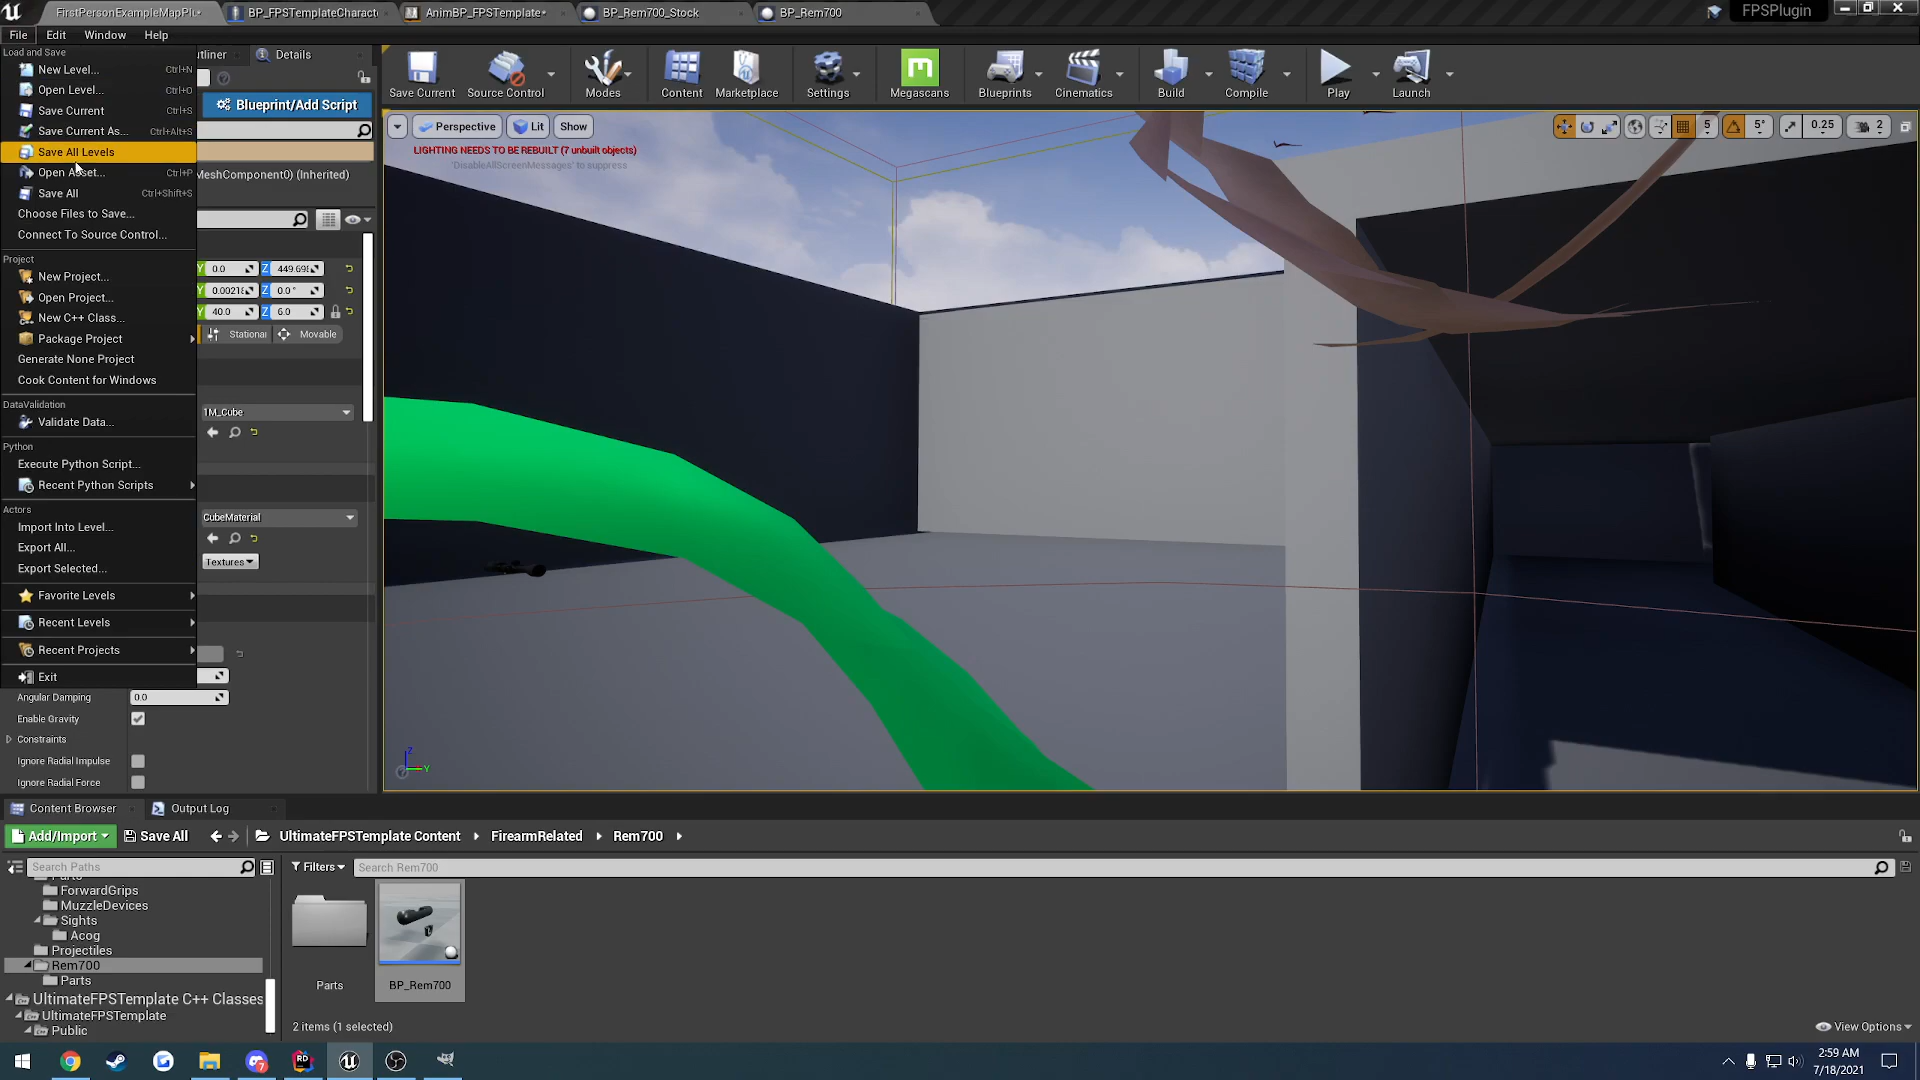 FirstPersonExampleMapPlu*
BP_FPSTemplateCharact
AnimBP_FPSTemplate*
BP_Rem700_Stock
BP_Rem700
FPSPlugin
File
Edit
Window
Help
Load and Save
New Level...
Ctrl+N
Open Level...
Ctrl+O
Save Current
Ctrl+S
Save Current As...
Ctrl+Alt+S
Save All Levels
Open Asset...
Ctrl+P
Save All
Ctrl+Shift+S
Choose Files to Save...
Connect To Source Control...
Project
New Project...
Open Project...
New C++ Class...
Package Project
Generate None Project
Cook Content for Windows
DataValidation
Validate Data...
Python
Execute Python Script...
Recent Python Scripts
Actors
Import Into Level...
Export All...
Export Selected...
Favorite Levels
Recent Levels
Recent Projects
Exit
utliner
Details
Blueprint/Add Script
MeshComponent0) (Inherited)
Y 0.0 Z 449.69
Y 0.0021 Z 0.0 °
Y 40.0 Z 6.0
Stationar
Movable
1M_Cube
CubeMaterial
Textures
Angular Damping
0.0
Enable Gravity
Constraints
Ignore Radial Impulse
Ignore Radial Force
Save Current
Source Control
Modes
Content
Marketplace
Settings
Megascans
Blueprints
Cinematics
Build
Compile
Play
Launch
Perspective
Lit
Show
5
5°
0.25
2
LIGHTING NEEDS TO BE REBUILT (7 unbuilt objects)
'DisableAllScreenMessages' to suppress
Z
Y
Content Browser
Output Log
Add/Import
Save All
UltimateFPSTemplate Content
FirearmRelated
Rem700
Search Paths
Filters
Search Rem700
Parts
ForwardGrips
MuzzleDevices
Sights
Acog
Projectiles
Rem700
Parts
UltimateFPSTemplate C++ Classes
UltimateFPSTemplate
Public
Parts
BP_Rem700
2 items (1 selected)
View Options
2:59 AM
7/18/2021